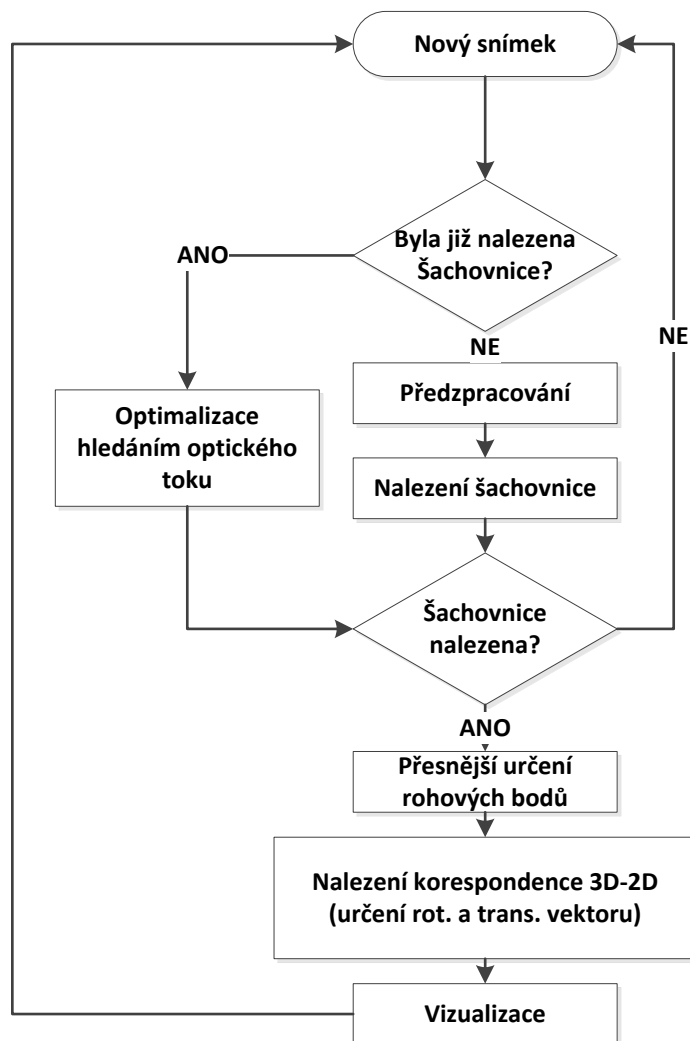 Nový snímek
Byla již nalezena
Šachovnice?
ANO
NE
NE
Předzpracování
Optimalizace
hledáním optického
toku
Nalezení šachovnice
Šachovnice
nalezena?
ANO
Přesnější určení
rohových bodů
Nalezení korespondence 3D-2D
(určení rot. a trans. vektoru)
Vizualizace